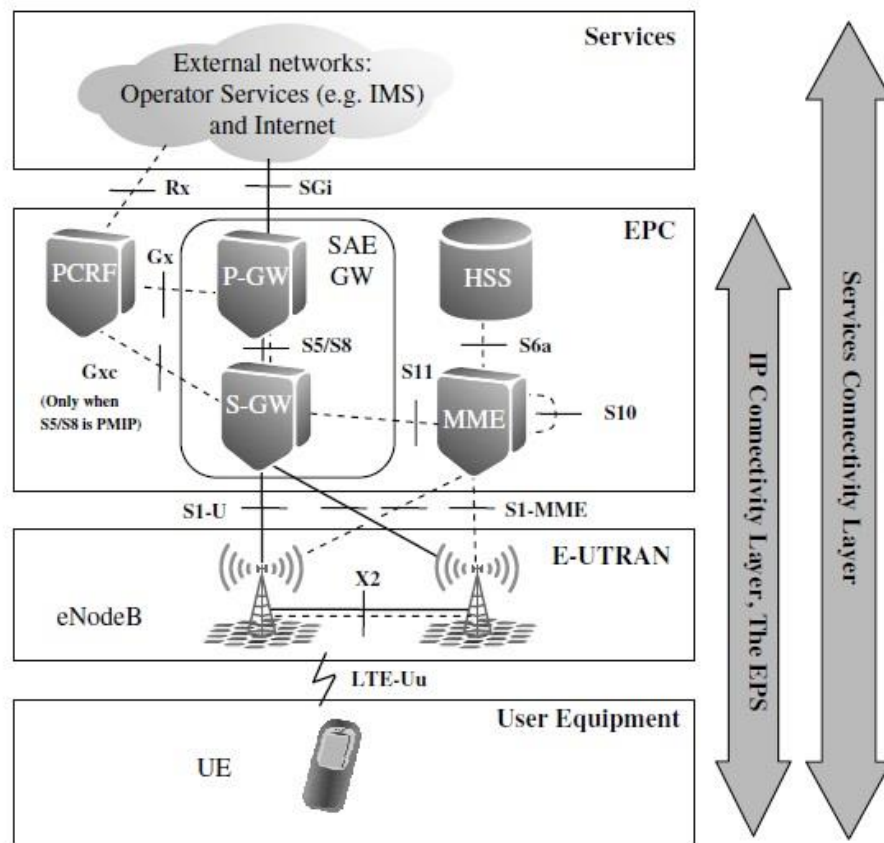 Services
External networks:
Operator Services (e.g. IMS)
and Internet
Rx
SGi
EPC
SAE
GW
PCRF
Gx
P-GW
HSS
S5/S8
S6a
Gxc
(Only when
S5/S8 is PMIP)
S-GW
S11
MME
S10
S1-U
S1-MME
E-UTRAN
X2
eNodeB
LTE-Uu
User Equipment
UE
IP Connectivity Layer, The EPS
Services Connectivity Layer